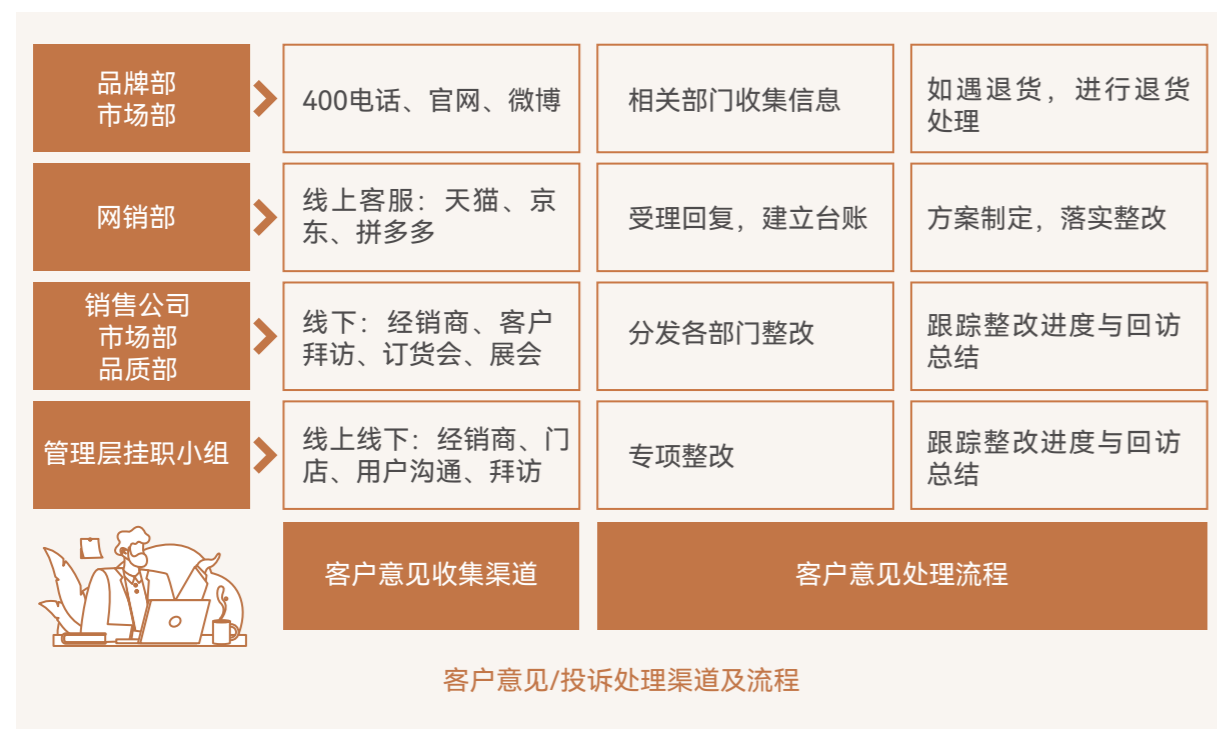 品牌部
市场部
400电话、官网、微博
相关部门收集信息
如遇退货，进行退货
处理
网销部
线上客服：天猫、京
东、拼多多
受理回复，建立台账
方案制定，落实整改
销售公司
市场部
品质部
线下：经销商、客户
拜访、订货会、展会
分发各部门整改
跟踪整改进度与回访
总结
管理层挂职小组
线上线下：经销商、门
店、用户沟通、拜访
专项整改
跟踪整改进度与回访
总结
客户意见收集渠道
客户意见处理流程
客户意见/投诉处理渠道及流程